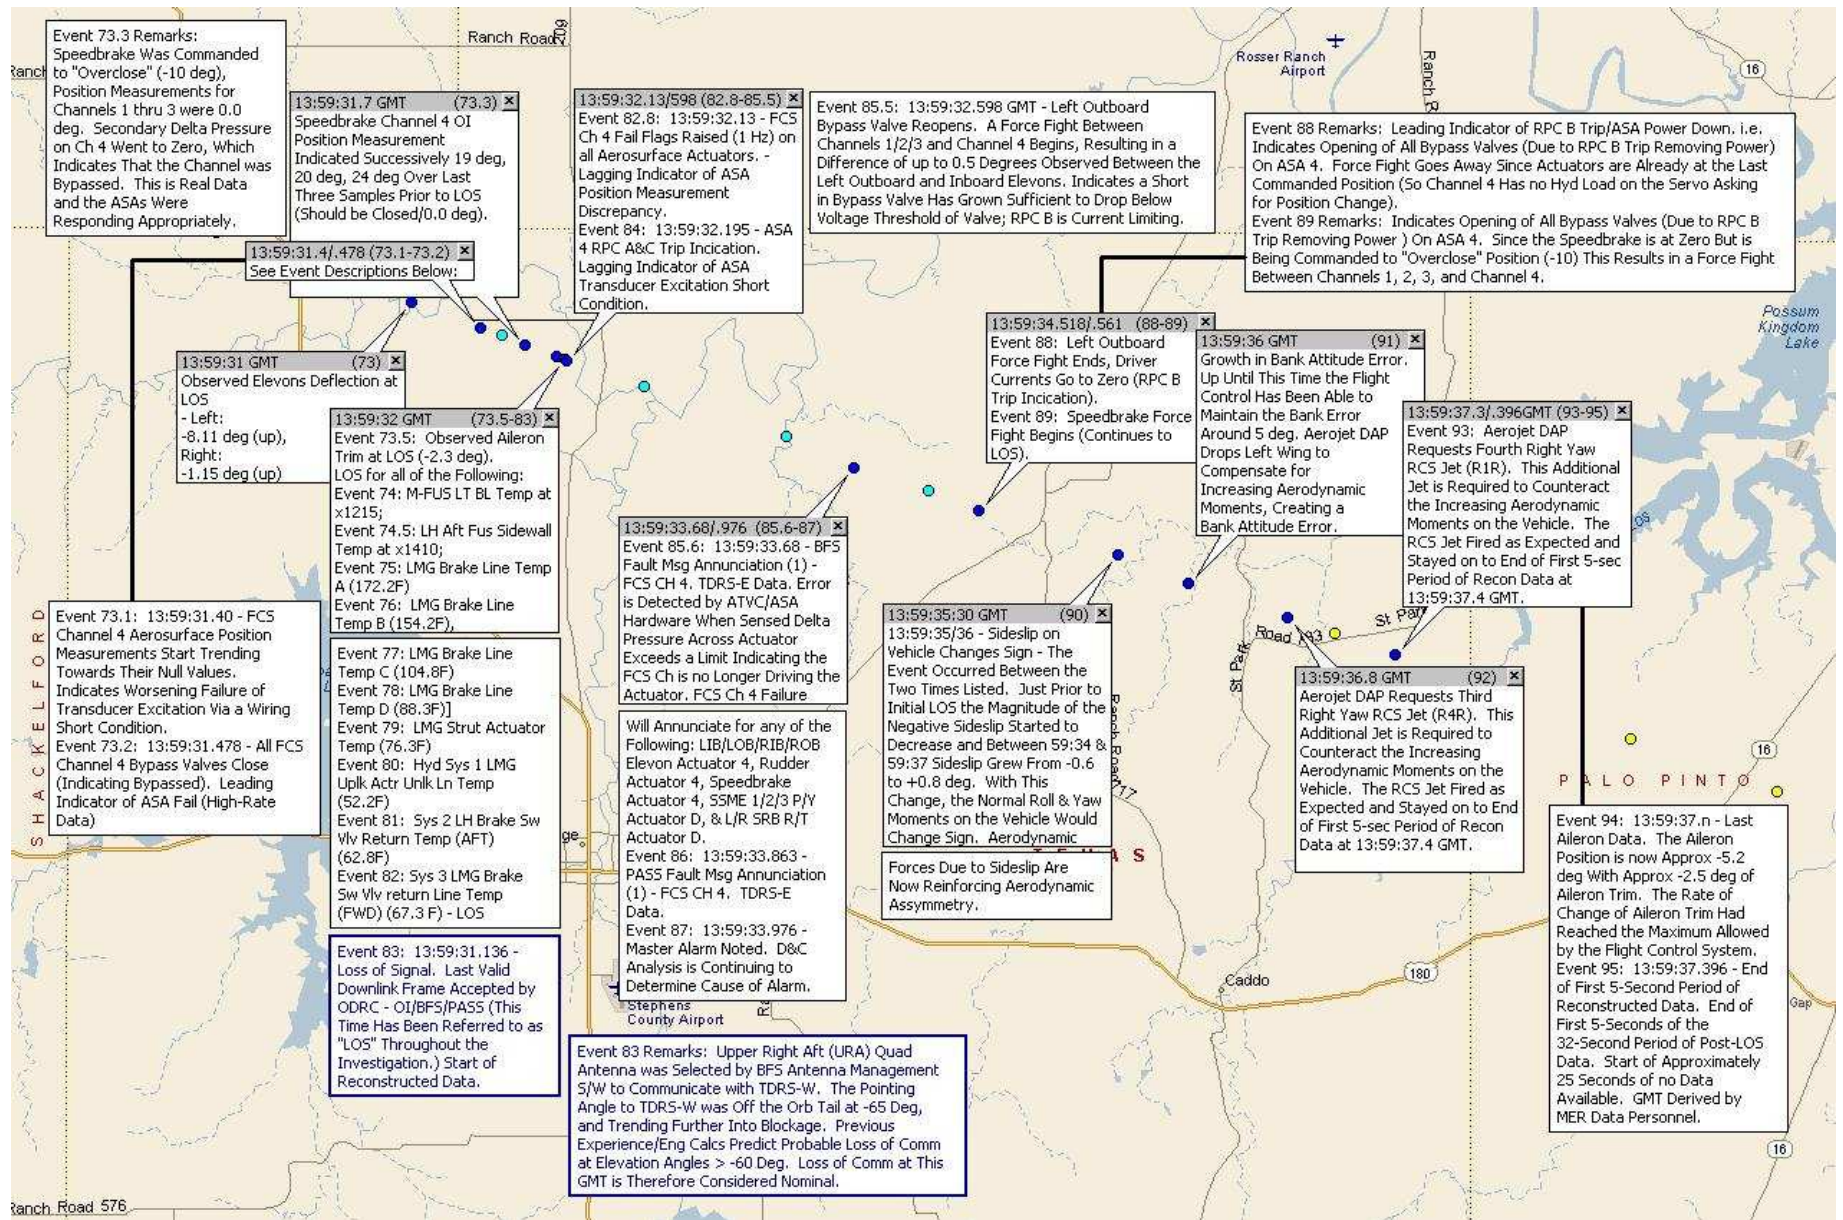 Event 73.3 Remarks:
Speedbrake Was Commanded
to "Overclose" (-10 deg),
Position Measurements for
Channels 1 thru 3 were 0.0
deg. Secondary Delta Pressure
on Ch 4 Went to Zero, Which
Indicates That the Channel was
Bypassed. This is Real Data
and the ASAs Were
Responding Appropriately.
Ranch Road
209
Ranch
13:59:31.7 GMT (73.3)
Speedbrake Channel 4 OI
Position Measurement
Indicated Successively 19 deg,
20 deg, 24 deg Over Last
Three Samples Prior to LOS
(Should be Closed/0.0 deg).
13:59:31.4/.478 (73.1-73.2)
See Event Descriptions Below:
13:59:32.13/598 (82.8-85.5)
Event 82.8: 13:59:32.13 - FCS
Ch 4 Fail Flags Raised (1 Hz) on
all Aerosurface Actuators. -
Lagging Indicator of ASA
Position Measurement
Discrepancy.
Event 84: 13:59:32.195 - ASA
4 RPC A&C Trip Incication.
Lagging Indicator of ASA
Transducer Excitation Short
Condition.
Event 85.5: 13:59:32.598 GMT - Left Outboard
Bypass Valve Reopens. A Force Fight Between
Channels 1/2/3 and Channel 4 Begins, Resulting in a
Difference of up to 0.5 Degrees Observed Between the
Left Outboard and Inboard Elevons. Indicates a Short
in Bypass Valve Has Grown Sufficient to Drop Below
Voltage Threshold of Valve; RPC B is Current Limiting.
Rosser Ranch
Airport
Ranch R
16
Event 88 Remarks: Leading Indicator of RPC B Trip/ASA Power Down. i.e.
Indicates Opening of All Bypass Valves (Due to RPC B Trip Removing Power)
On ASA 4. Force Fight Goes Away Since Actuators are Already at the Last
Commanded Position (So Channel 4 Has no Hyd Load on the Servo Asking
for Position Change).
Event 89 Remarks: Indicates Opening of All Bypass Valves (Due to RPC B
Trip Removing Power ) On ASA 4. Since the Speedbrake is at Zero But is
Being Commanded to "Overclose" Position (-10) This Results in a Force Fight
Between Channels 1, 2, 3, and Channel 4.
Possum
Kingdom
Lake
13:59:31 GMT (73)
Observed Elevons Deflection at
LOS
- Left:
-8.11 deg (up),
Right:
-1.15 deg (up)
13:59:32 GMT (73.5-83)
Event 73.5: Observed Aileron
Trim at LOS (-2.3 deg).
LOS for all of the Following:
Event 74: M-FUS LT BL Temp at
x1215;
Event 74.5: LH Aft Fus Sidewall
Temp at x1410;
Event 75: LMG Brake Line Temp
A (172.2F)
Event 76: LMG Brake Line
Temp B (154.2F),
Event 77: LMG Brake Line
Temp C (104.8F)
Event 78: LMG Brake Line
Temp D (88.3F)]
Event 79: LMG Strut Actuator
Temp (76.3F)
Event 80: Hyd Sys 1 LMG
Uplk Actr Unlk Ln Temp
(52.2F)
Event 81: Sys 2 LH Brake Sw
Vlv Return Temp (AFT)
(62.8F)
Event 82: Sys 3 LMG Brake
Sw Vlv return Line Temp
(FWD) (67.3 F) - LOS
Event 83: 13:59:31.136 -
Loss of Signal. Last Valid
Downlink Frame Accepted by
ODRC - OI/BFS/PASS (This
Time Has Been Referred to as
"LOS" Throughout the
Investigation.) Start of
Reconstructed Data.
SHACKELFORD
Event 73.1: 13:59:31.40 - FCS
Channel 4 Aerosurface Position
Measurements Start Trending
Towards Their Null Values.
Indicates Worsening Failure of
Transducer Excitation Via a Wiring
Short Condition.
Event 73.2: 13:59:31.478 - All FCS
Channel 4 Bypass Valves Close
(Indicating Bypassed). Leading
Indicator of ASA Fail (High-Rate
Data)
13:59:33.68/.976 (85.6-87)
Event 85.6: 13:59:33.68 - BFS
Fault Msg Annunciation (1) -
FCS CH 4. TDRS-E Data. Error
is Detected by ATVC/ASA
Hardware When Sensed Delta
Pressure Across Actuator
Exceeds a Limit Indicating the
FCS Ch is no Longer Driving the
Actuator. FCS Ch 4 Failure
Will Annunciate for any of the
Following: LIB/LOB/RIB/ROB
Elevon Actuator 4, Rudder
Actuator 4, Speedbrake
Actuator 4, SSME 1/2/3 P/Y
Actuator D, & L/R SRB R/T
Actuator D.
Event 86: 13:59:33.863 -
PASS Fault Msg Annunciation
(1) - FCS CH 4. TDRS-E
Data.
Event 87: 13:59:33.976 -
Master Alarm Noted. D&C
Analysis is Continuing to
Determine Cause of Alarm.
ge
Stephens
County Airport
Ra
Event 83 Remarks: Upper Right Aft (URA) Quad
Antenna was Selected by BFS Antenna Management
S/W to Communicate with TDRS-W. The Pointing
Angle to TDRS-W was Off the Orb Tail at -65 Deg,
and Trending Further Into Blockage. Previous
Experience/Eng Calcs Predict Probable Loss of Comm
at Elevation Angles > -60 Deg. Loss of Comm at This
GMT is Therefore Considered Nominal.
13:59:34.518/.561 (88-89)
Event 88: Left Outboard
Force Fight Ends, Driver
Currents Go to Zero (RPC B
Trip Incication).
Event 89: Speedbrake Force
Fight Begins (Continues to
LOS).
13:59:36 GMT (91)
Growth in Bank Attitude Error.
Up Until This Time the Flight
Control Has Been Able to
Maintain the Bank Error
Around 5 deg. Aerojet DAP
Drops Left Wing to
Compensate for
Increasing Aerodynamic
Moments, Creating a
Bank Attitude Error.
13:59:37.3/.396GMT (93-95)
Event 93: Aerojet DAP
Requests Fourth Right Yaw
RCS Jet (R1R). This Additional
Jet is Required to Counteract
the Increasing Aerodynamic
Moments on the Vehicle. The
RCS Jet Fired as Expected and
Stayed on to End of First 5-sec
Period of Recon Data at
13:59:37.4 GMT.
13:59:35:30 GMT (90)
13:59:35/36 - Sideslip on
Vehicle Changes Sign - The
Event Occurred Between the
Two Times Listed. Just Prior to
Initial LOS the Magnitude of the
Negative Sideslip Started to
Decrease and Between 59:34 &
59:37 Sideslip Grew From -0.6
to +0.8 deg. With This
Change, the Normal Roll & Yaw
Moments on the Vehicle Would
Change Sign. Aerodynamic
Forces Due to Sideslip Are
Now Reinforcing Aerodynamic
Assymmetry.
Ranch Road 717
TEXAS
St Park
Road 193
St Park
13:59:36.8 GMT (92)
Aerojet DAP Requests Third
Right Yaw RCS Jet (R4R). This
Additional Jet is Required to
Counteract the Increasing
Aerodynamic Moments on the
Vehicle. The RCS Jet Fired as
Expected and Stayed on to End
of First 5-sec Period of Recon
Data at 13:59:37.4 GMT.
16
PALO PINTO
Event 94: 13:59:37.n - Last
Aileron Data. The Aileron
Position is now Approx -5.2
deg With Approx -2.5 deg of
Aileron Trim. The Rate of
Change of Aileron Trim Had
Reached the Maximum Allowed
by the Flight Control System.
Event 95: 13:59:37.396 - End
of First 5-Second Period of
Reconstructed Data. End of
First 5-Seconds of the
32-Second Period of Post-LOS
Data. Start of Approximately
25 Seconds of no Data
Available. GMT Derived by
MER Data Personnel.
Gap
180
Caddo
16
Ranch Road 576